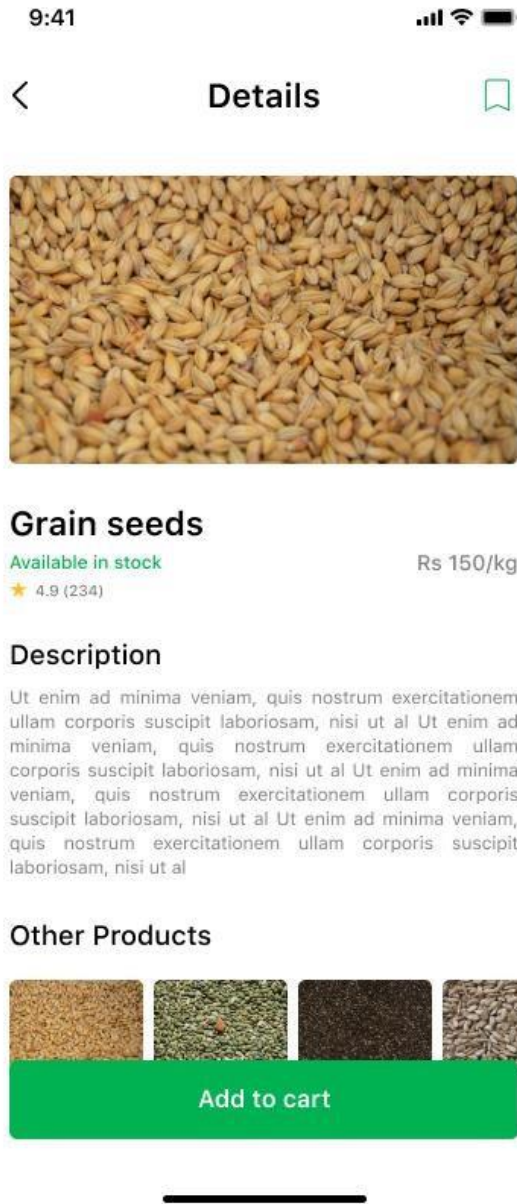 9:41
Details
Grain seeds
Available in stock
Rs 150/kg
4.9 (234)
Description
Ut enim ad minima veniam, quis nostrum exercitationem
ullam corporis suscipit laboriosam, nisi ut al Ut enim ad
minima veniam, quis nostrum exercitationem ullam
corporis suscipit laboriosam, nisi ut al Ut enim ad minima
veniam, quis nostrum exercitationem ullam corporis
suscipit laboriosam, nisi ut al Ut enim ad minima veniam,
quis nostrum exercitationem ullam corporis suscipit
laboriosam, nisi ut al
Other Products
Add to cart